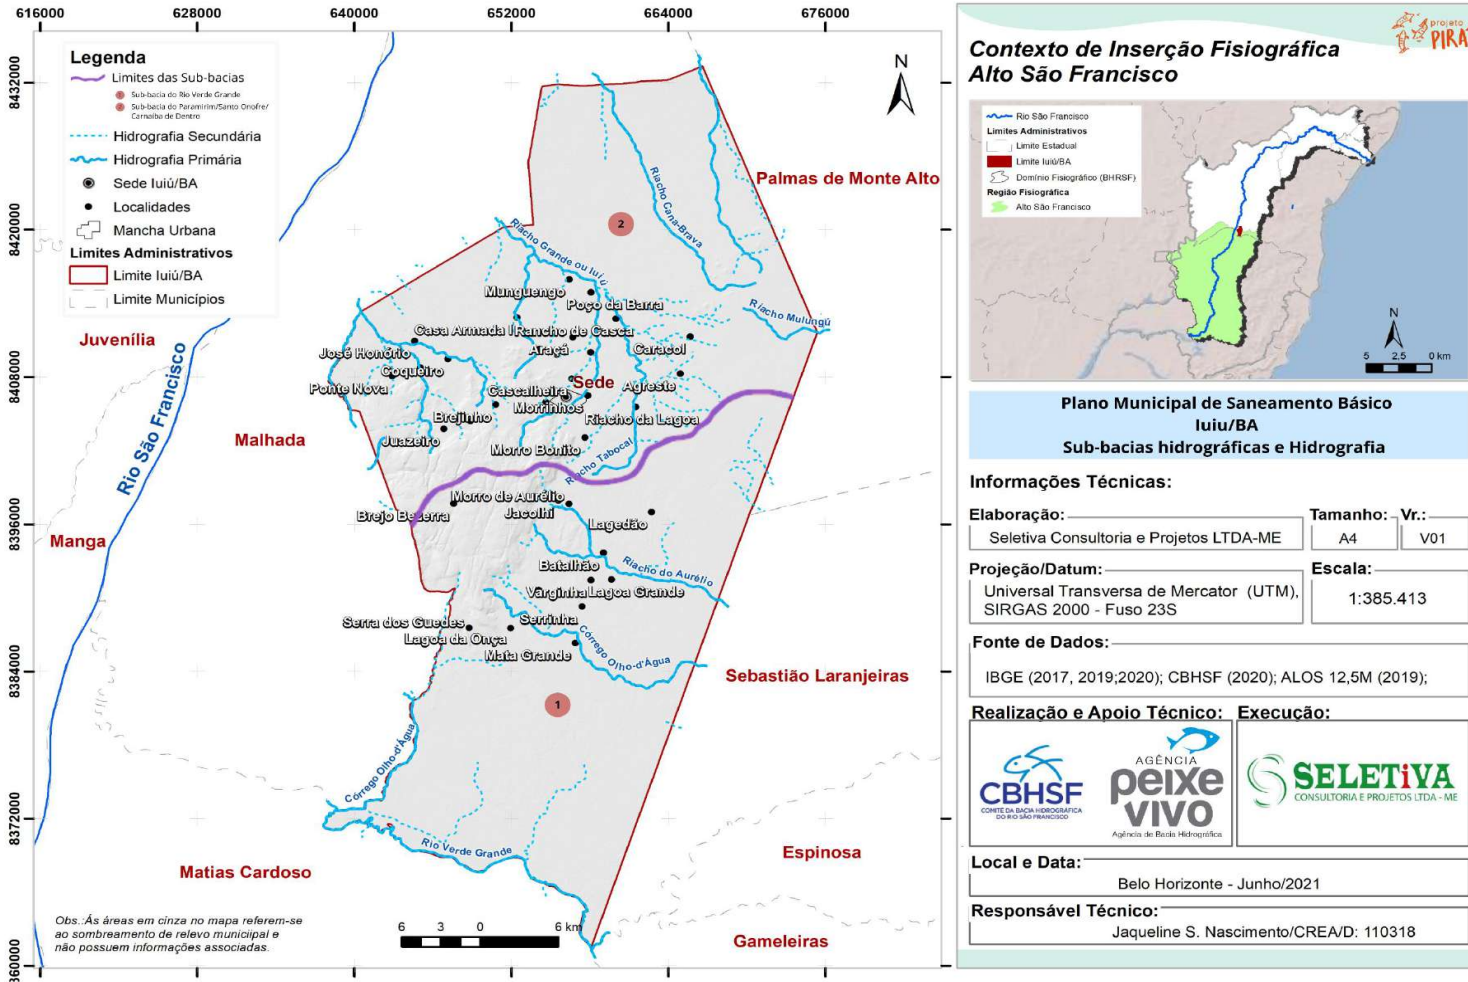 616000
628000
640000
652000
664000
676000
8432000
8420000
8408000
8396000
8384000
8372000
8360000
Legenda
Limites das Sub-bacias
1 Sub-bacia do Rio Verde Grande
2 Sub-bacia do Paramirim/Santo Onofre/
Carnaíba de Dentro
Hidrografia Secundária
Hidrografia Primária
Sede Iuiú/BA
Localidades
Mancha Urbana
Limites Administrativos
Limite Iuiú/BA
Limite Municípios
N
Palmas de Monte Alto
2
Riacho Cana-Brava
Riacho Grande ou Iuiú
Munguengo
Poço da Barra
Riacho Mulungú
Juvenília
Casa Armada I
Rancho de Casca
José Honório
Araçá
Caracol
Coqueiro
Ponte Nova
Sede
Cascalheira
Agreste
Morrinhos
Brejinho
Riacho da Lagoa
Juazeiro
Morro Bonito
Riacho Tabocal
Rio São Francisco
Malhada
Morro de Aurélio
Jacolhi
Brejo Bezerra
Lagedão
Manga
Batalhão
Riacho do Aurélio
Varginha
Lagoa Grande
Serra dos Guedes
Serrinha
Lagoa da Onça
Mata Grande
Córrego Olho-d'Água
Sebastião Laranjeiras
1
Córrego Olho-d'Água
Rio Verde Grande
Matias Cardoso
Espinosa
Gameleiras
Obs.:Ás áreas em cinza no mapa referem-se
ao sombreamento de relevo municiipal e
não possuem informações associadas.
6 3 0 6 km
projeto
Contexto de Inserção Fisiográfica
Alto São Francisco
Rio São Francisco
Limites Administrativos
Limite Estadual
Limite Iuiú/BA
Domínio Fisiográfico (BHRSF)
Região Fisiográfica
Alto São Francisco
N
5 2.5 0 km
Plano Municipal de Saneamento Básico
Iuiu/BA
Sub-bacias hidrográficas e Hidrografia
Informações Técnicas:
Elaboração:
Seletiva Consultoria e Projetos LTDA-ME
Tamanho:
A4
Vr.:
V01
Projeção/Datum:
Universal Transversa de Mercator (UTM),
SIRGAS 2000 - Fuso 23S
Escala:
1:385.413
Fonte de Dados:
IBGE (2017, 2019;2020); CBHSF (2020); ALOS 12,5M (2019);
Realização e Apoio Técnico:
Execução:
CBHSF
COMITÊ DA BACIA HIDROGRÁFICA
DO RIO SÃO FRANCISCO
AGÊNCIA
peixe
vivo
Agência de Bacia Hidrográfica
SELETiVA
CONSULTORIA E PROJETOS LTDA - ME
Local e Data:
Belo Horizonte - Junho/2021
Responsável Técnico:
Jaqueline S. Nascimento/CREA/D: 110318